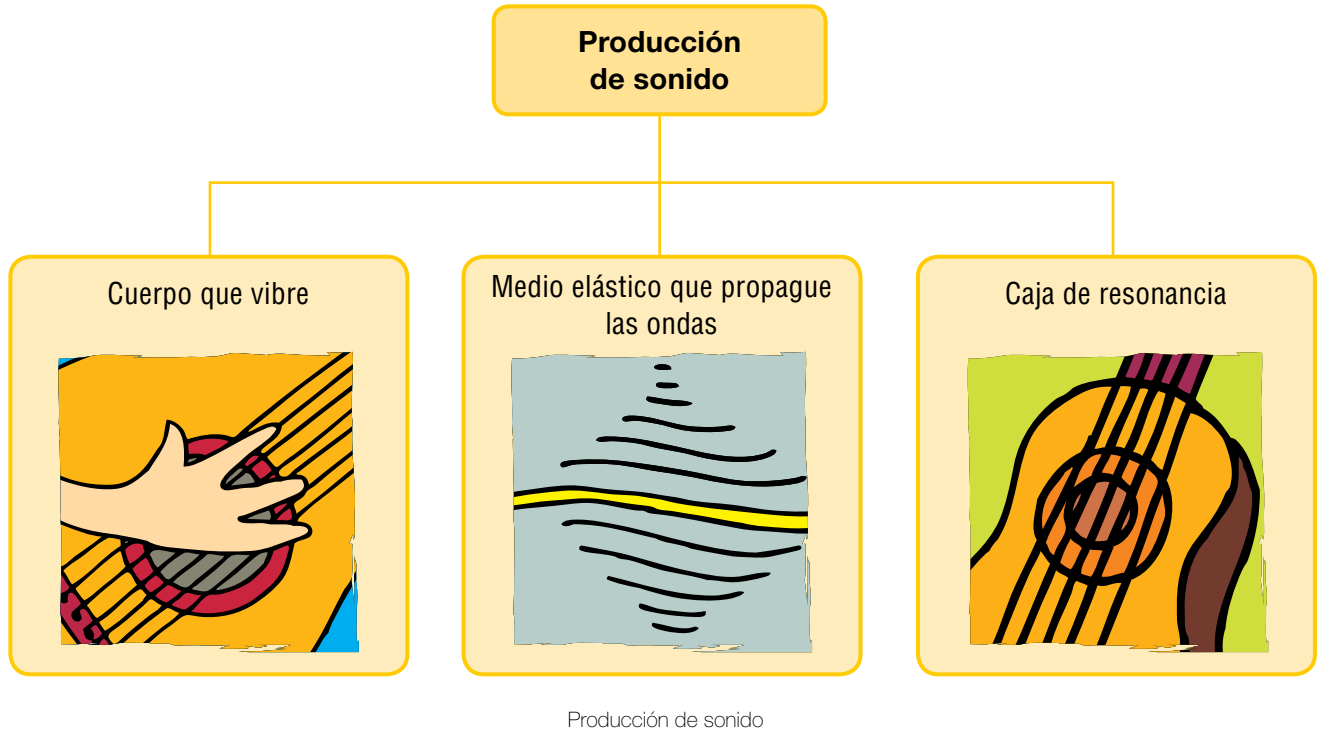 Producción
de sonido
Cuerpo que vibre
Medio elástico que propague
las ondas
Caja de resonancia
Producción de sonido